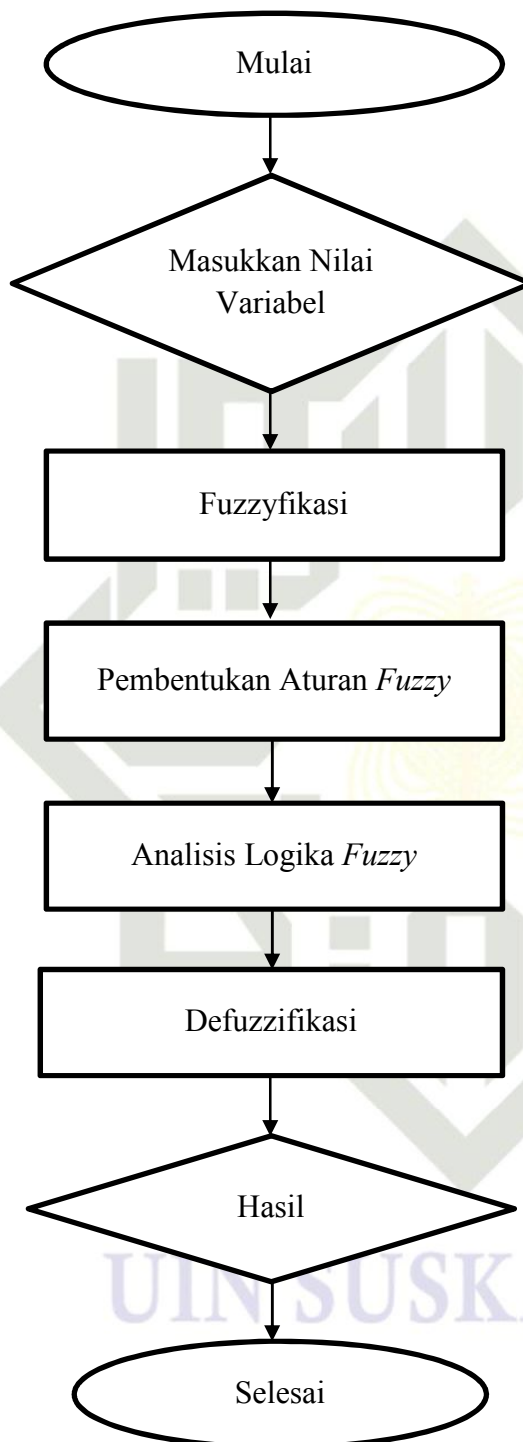 Mulai
Masukkan Nilai
Variabel
Fuzzyfikasi
Pembentukan Aturan Fuzzy
Analisis Logika Fuzzy
Defuzzifikasi
Hasil
UIN SUSKA
Selesai